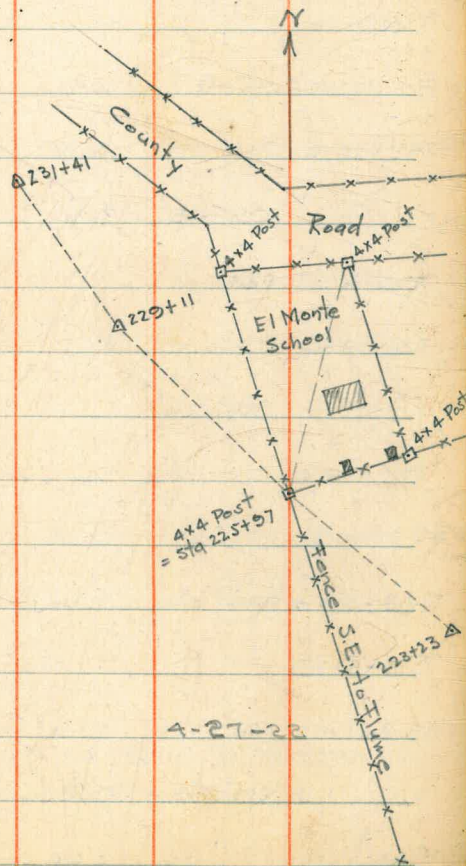 N
County
231+41
Road
4x4 Post
4x4 Post
229+11
El Monte
School
4x4 Post
4x4 Post
= Sta 225+97
Fence S.E. to Flume
223+23
4-27-22